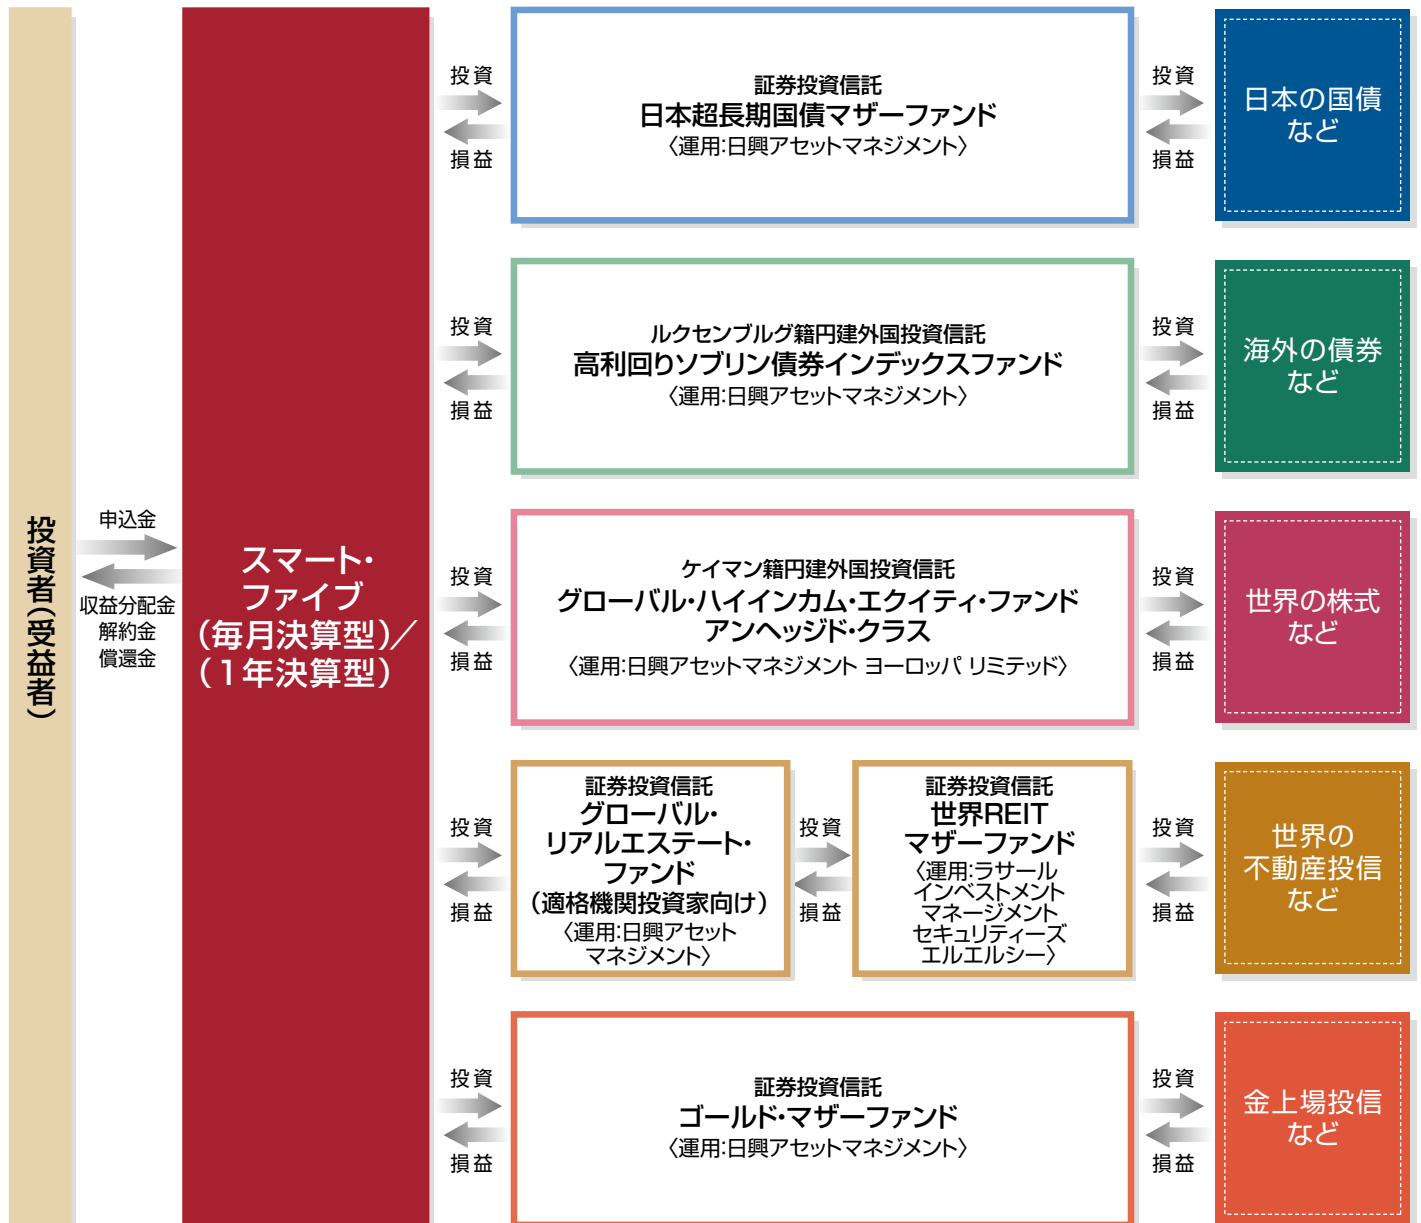 投資者(受益者)
申込金
収益分配金
解約金
償還金
スマート・
ファイブ
(毎月決算型)／
(1年決算型)
投資
損益
証券投資信託
日本超長期国債マザーファンド
〈運用:日興アセットマネジメント〉
投資
損益
日本の国債
など
投資
損益
ルクセンブルグ籍円建外国投資信託
高利回りソブリン債券インデックスファンド
〈運用:日興アセットマネジメント〉
投資
損益
海外の債券
など
投資
損益
ケイマン籍円建外国投資信託
グローバル・ハイインカム・エクイティ・ファンド
アンヘッジド・クラス
〈運用:日興アセットマネジメント ヨーロッパ リミテッド〉
投資
損益
世界の株式
など
投資
損益
証券投資信託
グローバル・
リアルエステート・
ファンド
(適格機関投資家向け)
〈運用:日興アセット
マネジメント〉
投資
損益
証券投資信託
世界REIT
マザーファンド
〈運用:ラサール
インベストメント
マネージメント
セキュリティーズ
エルエルシー〉
投資
損益
世界の
不動産投信
など
投資
損益
証券投資信託
ゴールド・マザーファンド
〈運用:日興アセットマネジメント〉
投資
損益
金上場投信
など